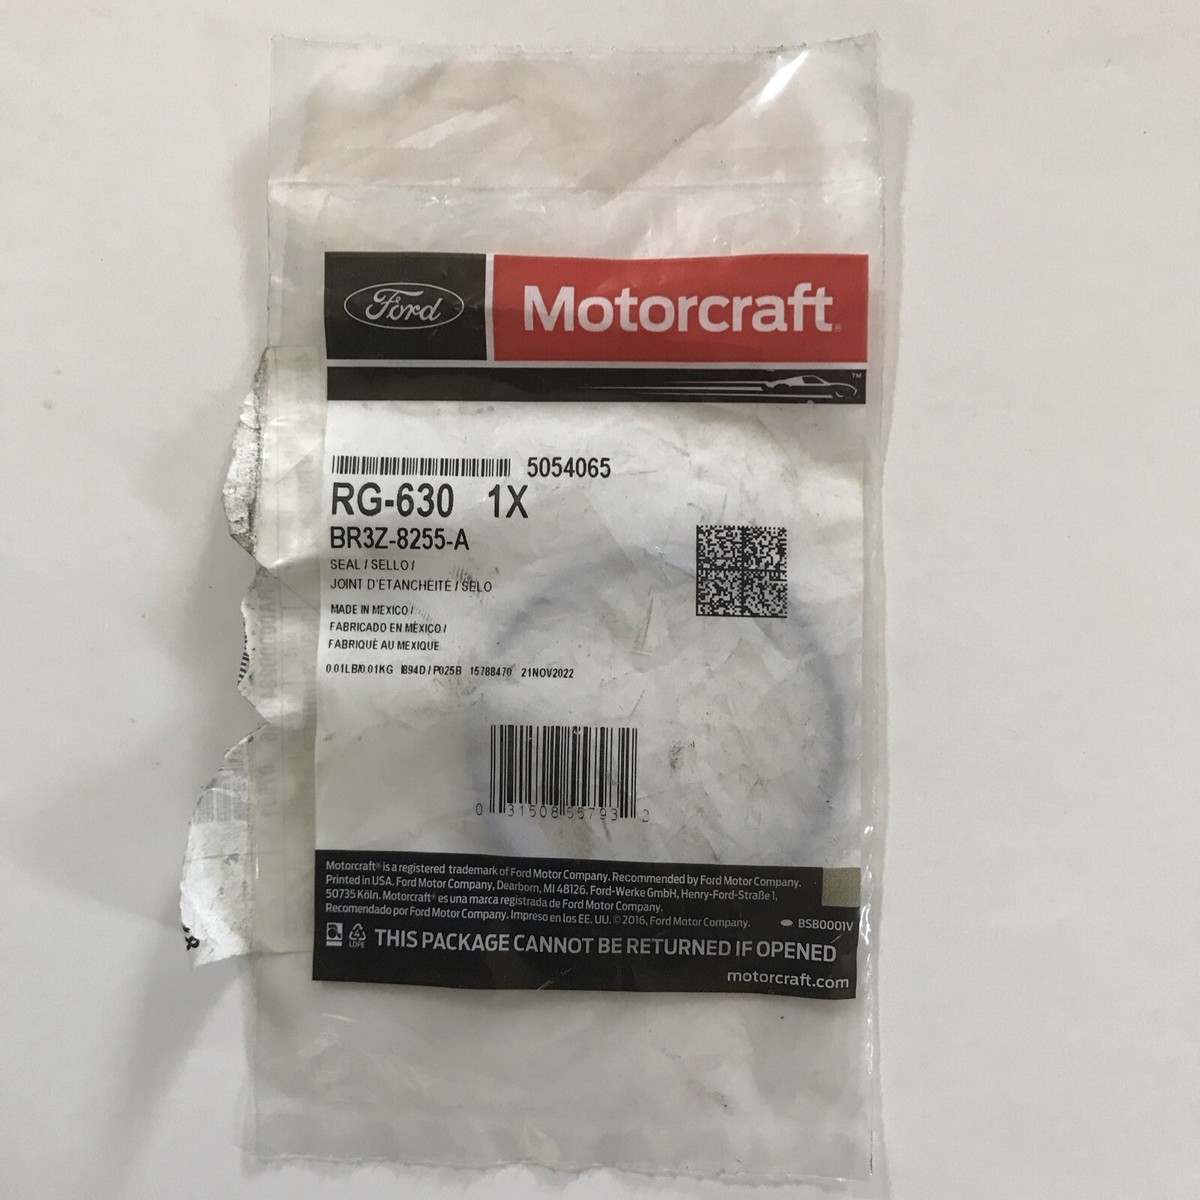 Ford
Motorcraft®
TM
5054065
RG-630 1X
BR3Z-8255-A
SEAL / SELLO /
JOINT D'ETANCHEITE / SELO
MADE IN MEXICO /
FABRICADO EN MÉXICO /
FABRIQUÉ AU MEXIQUE
0.01LB/0.01KG I894D / P025B 15788470 21NOV2022
0 31508 55793 2
Motorcraft® is a registered trademark of Ford Motor Company. Recommended by Ford Motor Company.
Printed in USA. Ford Motor Company, Dearborn, MI 48126. Ford-Werke GmbH, Henry-Ford-Straße 1,
50735 Köln. Motorcraft® es una marca registrada de Ford Motor Company.
Recomendado por Ford Motor Company. Impreso en los EE. UU. ©2016, Ford Motor Company.
BSB0001V
4
LDPE
THIS PACKAGE CANNOT BE RETURNED IF OPENED
motorcraft.com